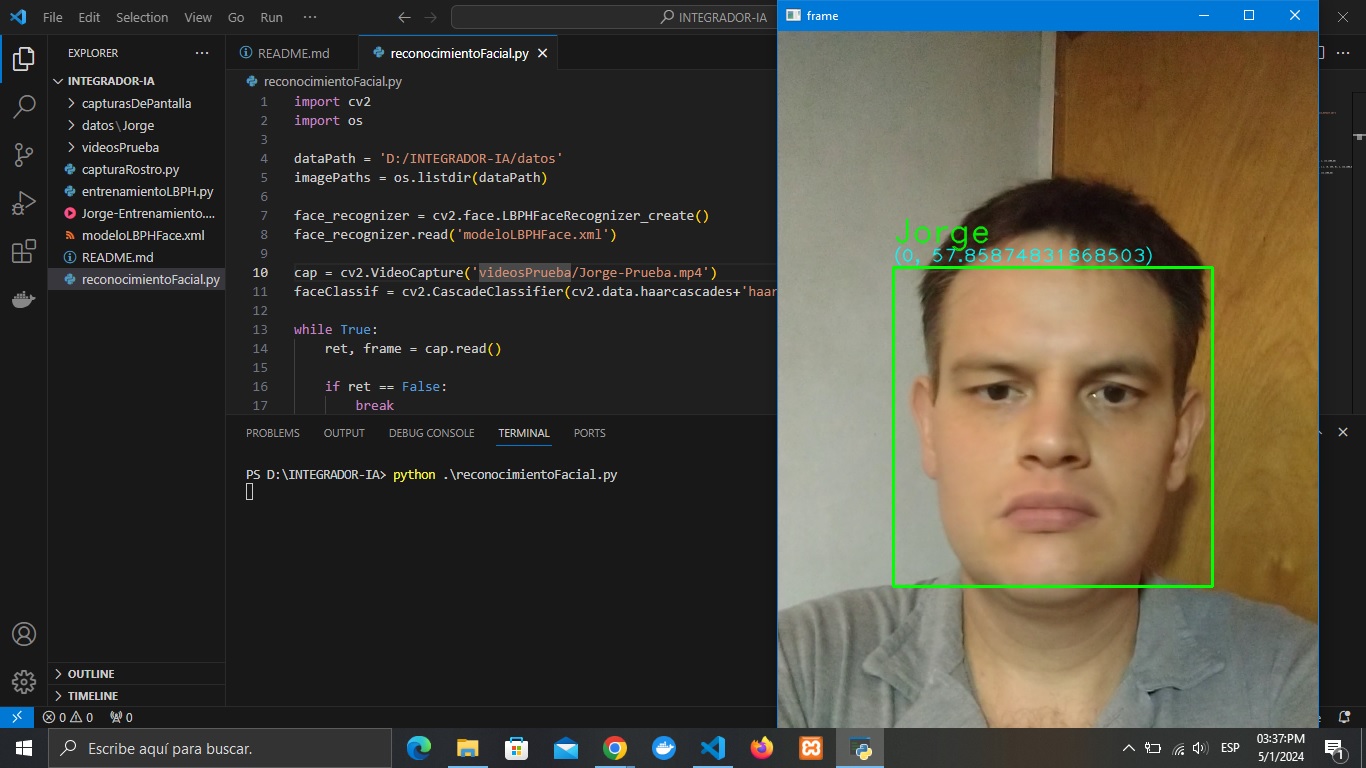 File Edit Selection View Go Run ··· INTEGRADOR-IA
frame
EXPLORER
INTEGRADOR-IA
capturasDePantalla
datos\Jorge
videosPrueba
capturaRostro.py
entrenamientoLBPH.py
Jorge-Entrenamiento....
modeloLBPHFace.xml
README.md
reconocimientoFacial.py
OUTLINE
TIMELINE
README.md reconocimientoFacial.py
reconocimientoFacial.py
1 import cv2
2 import os
3
4 dataPath = 'D:/INTEGRADOR-IA/datos'
5 imagePaths = os.listdir(dataPath)
6
7 face_recognizer = cv2.face.LBPHFaceRecognizer_create()
8 face_recognizer.read('modeloLBPHFace.xml')
9
10 cap = cv2.VideoCapture('videosPrueba/Jorge-Prueba.mp4')
11 faceClassif = cv2.CascadeClassifier(cv2.data.haarcascades+'haar
12
13 while True:
14 ret, frame = cap.read()
15
16 if ret == False:
17 break
PROBLEMS OUTPUT DEBUG CONSOLE TERMINAL PORTS
PS D:\INTEGRADOR-IA> python .\reconocimientoFacial.py
Jorge
(0, 57.85874831868503)
0 0 0
Escribe aquí para buscar.
ESP
03:37:PM
5/1/2024
1